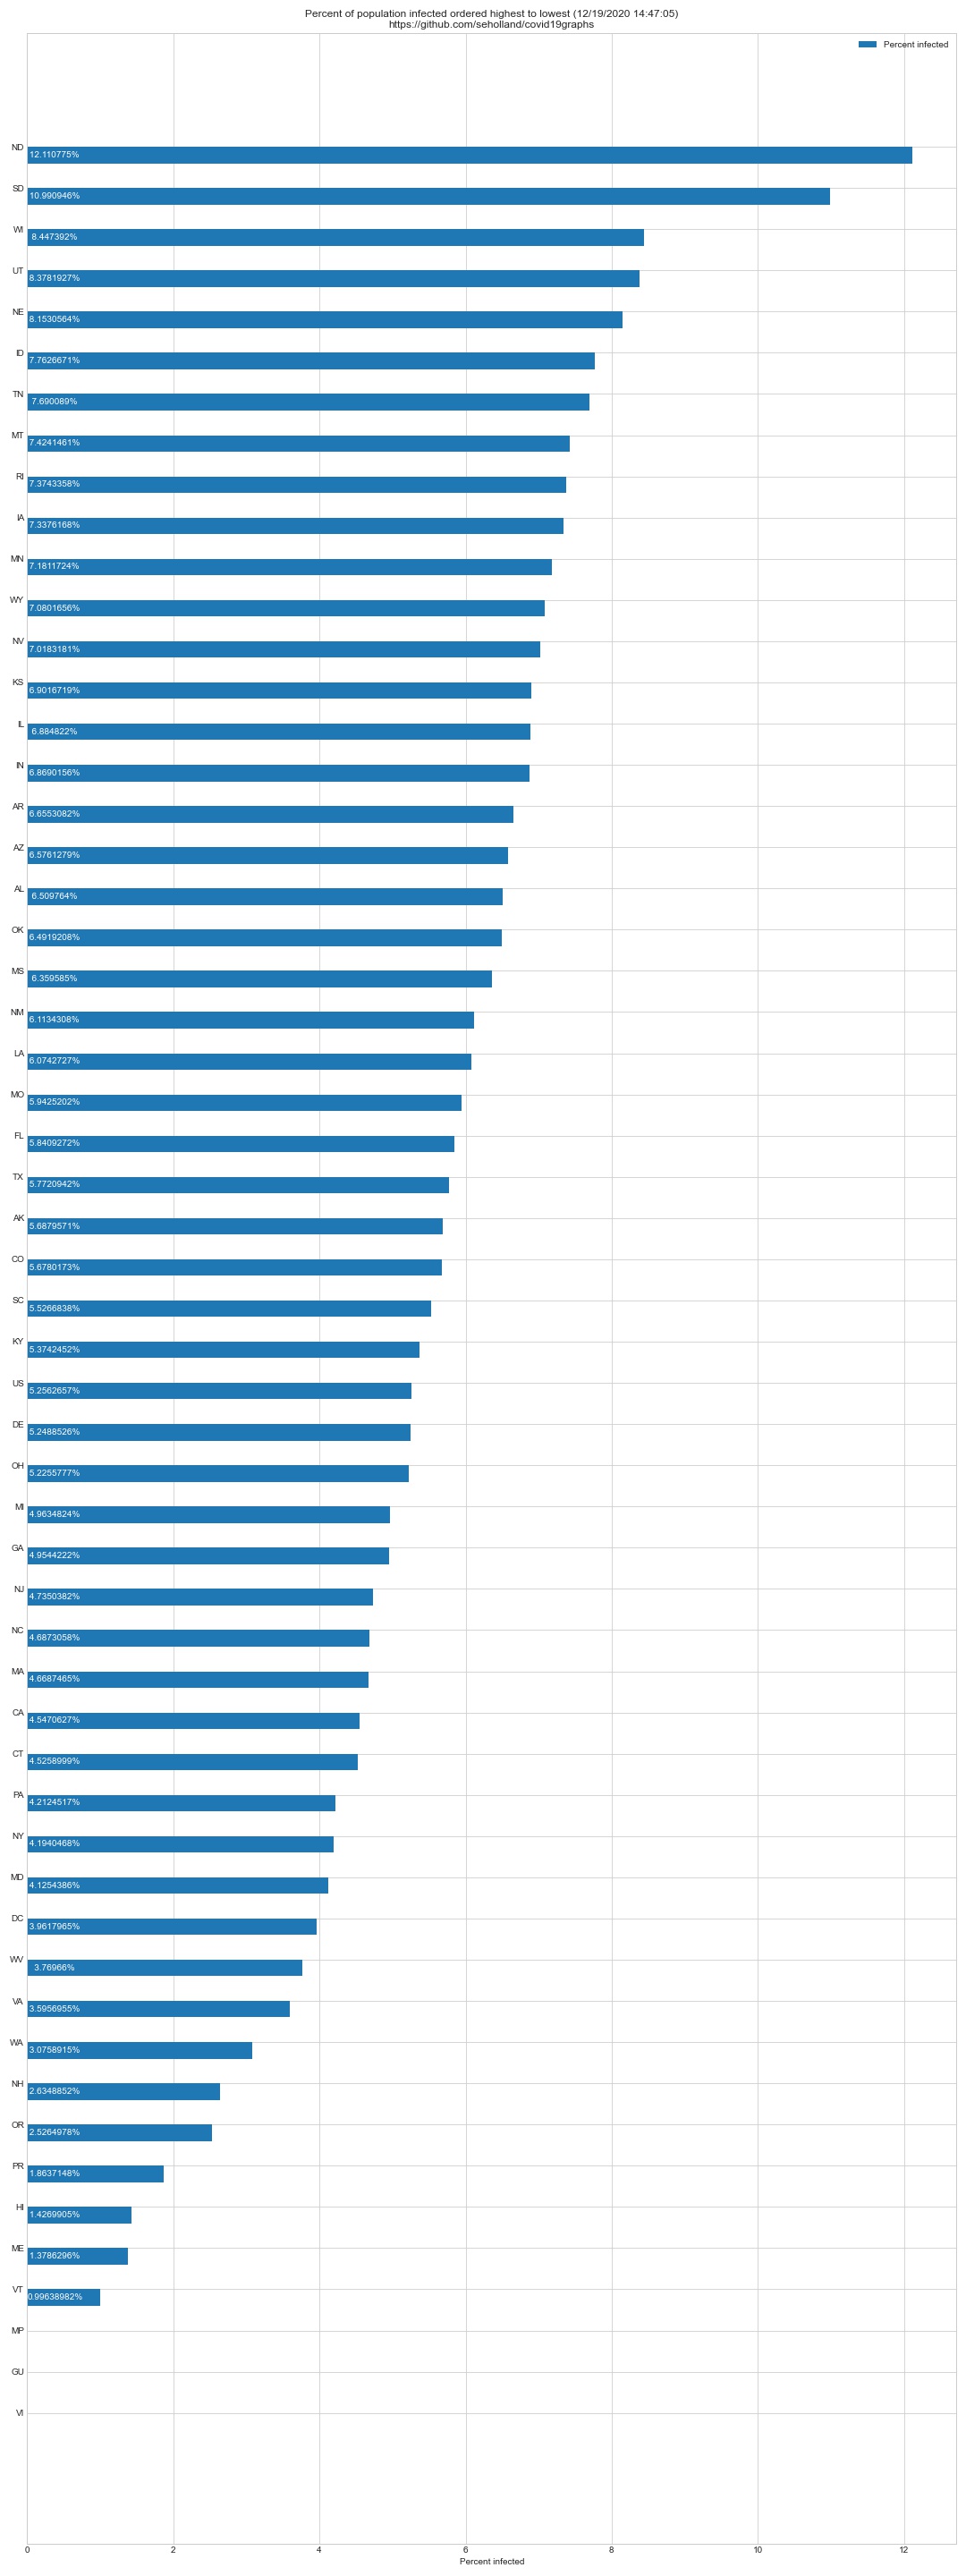 Percent of population infected ordered highest to lowest (12/19/2020 14:47:05)
https://github.com/seholland/covid19graphs
Percent infected
ND 12.110775%
SD 10.990946%
WI 8.447392%
UT 8.3781927%
NE 8.1530564%
ID 7.7626671%
TN 7.690089%
MT 7.4241461%
RI 7.3743358%
IA 7.3376168%
MN 7.1811724%
WY 7.0801656%
NV 7.0183181%
KS 6.9016719%
IL 6.884822%
IN 6.8690156%
AR 6.6553082%
AZ 6.5761279%
AL 6.509764%
OK 6.4919208%
MS 6.359585%
NM 6.1134308%
LA 6.0742727%
MO 5.9425202%
FL 5.8409272%
TX 5.7720942%
AK 5.6879571%
CO 5.6780173%
SC 5.5266838%
KY 5.3742452%
US 5.2562657%
DE 5.2488526%
OH 5.2255777%
MI 4.9634824%
GA 4.9544222%
NJ 4.7350382%
NC 4.6873058%
MA 4.6687465%
CA 4.5470627%
CT 4.5258999%
PA 4.2124517%
NY 4.1940468%
MD 4.1254386%
DC 3.9617965%
WV 3.76966%
VA 3.5956955%
WA 3.0758915%
NH 2.6348852%
OR 2.5264978%
PR 1.8637148%
HI 1.4269905%
ME 1.3786296%
VT 0.99638982%
MP
GU
VI
0 2 4 6 8 10 12
Percent infected